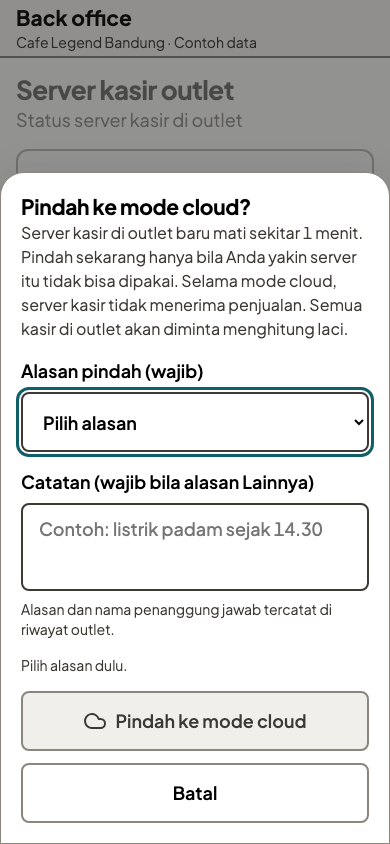 Back office
Cafe Legend Bandung · Contoh data
Server kasir outlet
Status server kasir di outlet
Pindah ke mode cloud?
Server kasir di outlet baru mati sekitar 1 menit.
Pindah sekarang hanya bila Anda yakin server
itu tidak bisa dipakai. Selama mode cloud,
server kasir tidak menerima penjualan. Semua
kasir di outlet akan diminta menghitung laci.
Alasan pindah (wajib)
Pilih alasan
Catatan (wajib bila alasan Lainnya)
Contoh: listrik padam sejak 14.30
Alasan dan nama penanggung jawab tercatat di
riwayat outlet.
Pilih alasan dulu.
Pindah ke mode cloud
Batal